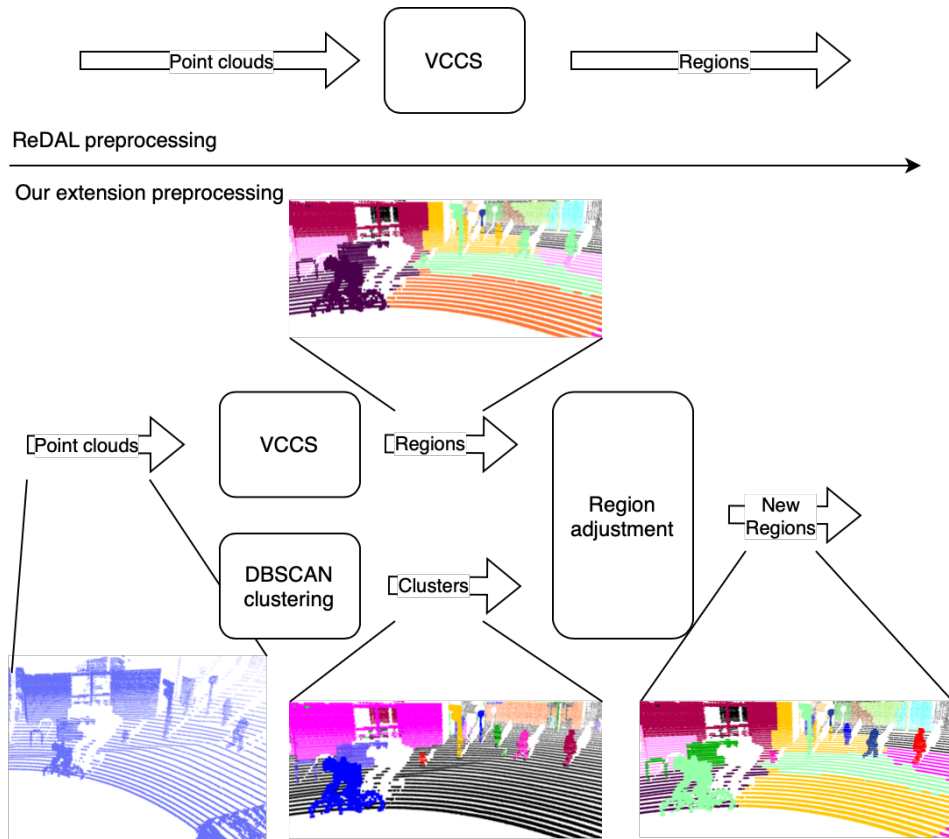 Point clouds
VCCS
Regions
ReDAL preprocessing
Our extension preprocessing
Point clouds
VCCS
Regions
Region
adjustment
New
Regions
DBSCAN
clustering
Clusters